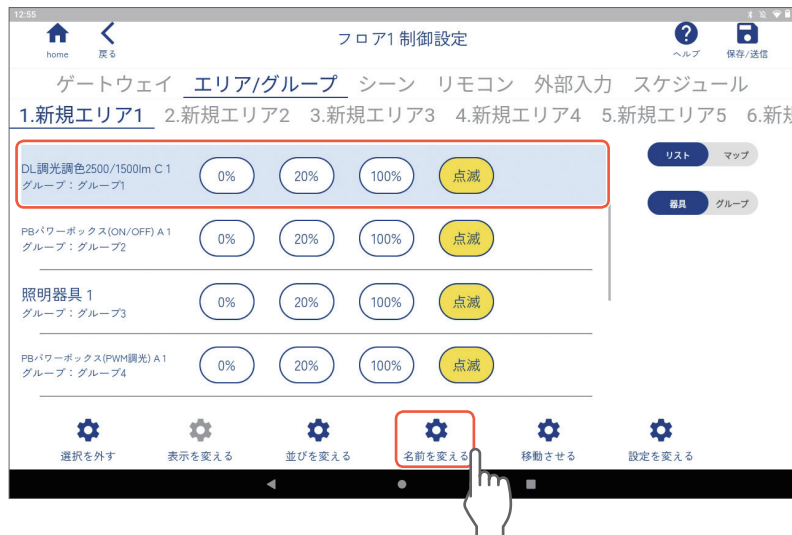 12:55
home
戻る
フロア1 制御設定
ヘルプ
保存/送信
ゲートウェイ エリア/グループ シーン リモコン 外部入力 スケジュール
1.新規エリア1 2.新規エリア2 3.新規エリア3 4.新規エリア4 5.新規エリア5 6.新規
DL調光調色2500/1500lm C 1
グループ：グループ1
0% 20% 100% 点滅
リスト マップ
器具 グループ
PBパワーボックス(ON/OFF) A 1
グループ：グループ2
0% 20% 100% 点滅
照明器具 1
グループ：グループ3
0% 20% 100% 点滅
PBパワーボックス(PWM調光) A 1
グループ：グループ4
0% 20% 100% 点滅
選択を外す 表示を変える 並びを変える 名前を変える 移動させる 設定を変える